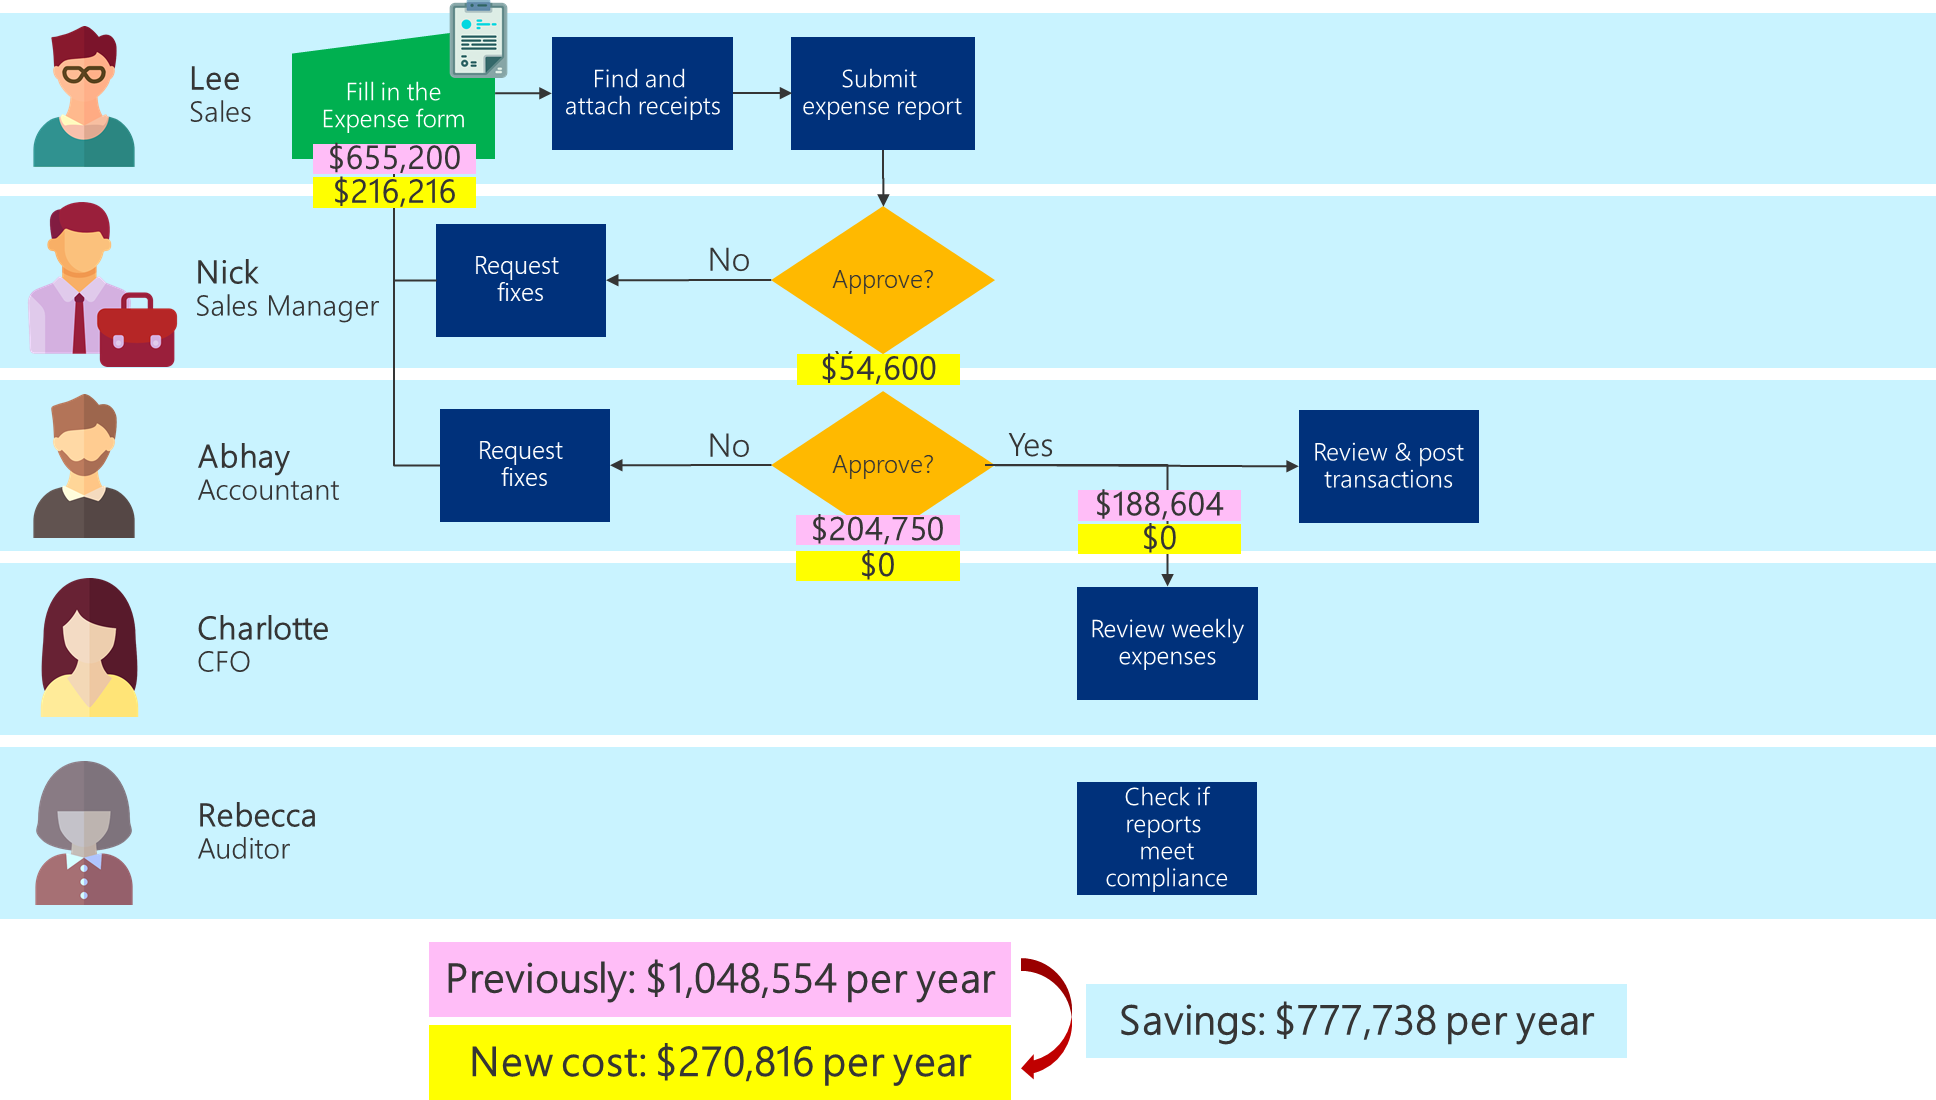 Lee
Sales
Fill in the
Expense form
$655,200
$216,216
Find and
attach receipts
Submit
expense report
Nick
Sales Manager
Request
fixes
No
Approve?
$54,600
Abhay
Accountant
Request
fixes
No
Approve?
Yes
$204,750
$0
$188,604
$0
Review & post
transactions
Charlotte
CFO
Review weekly
expenses
Rebecca
Auditor
Check if
reports
meet
compliance
Previously: $1,048,554 per year
New cost: $270,816 per year
Savings: $777,738 per year